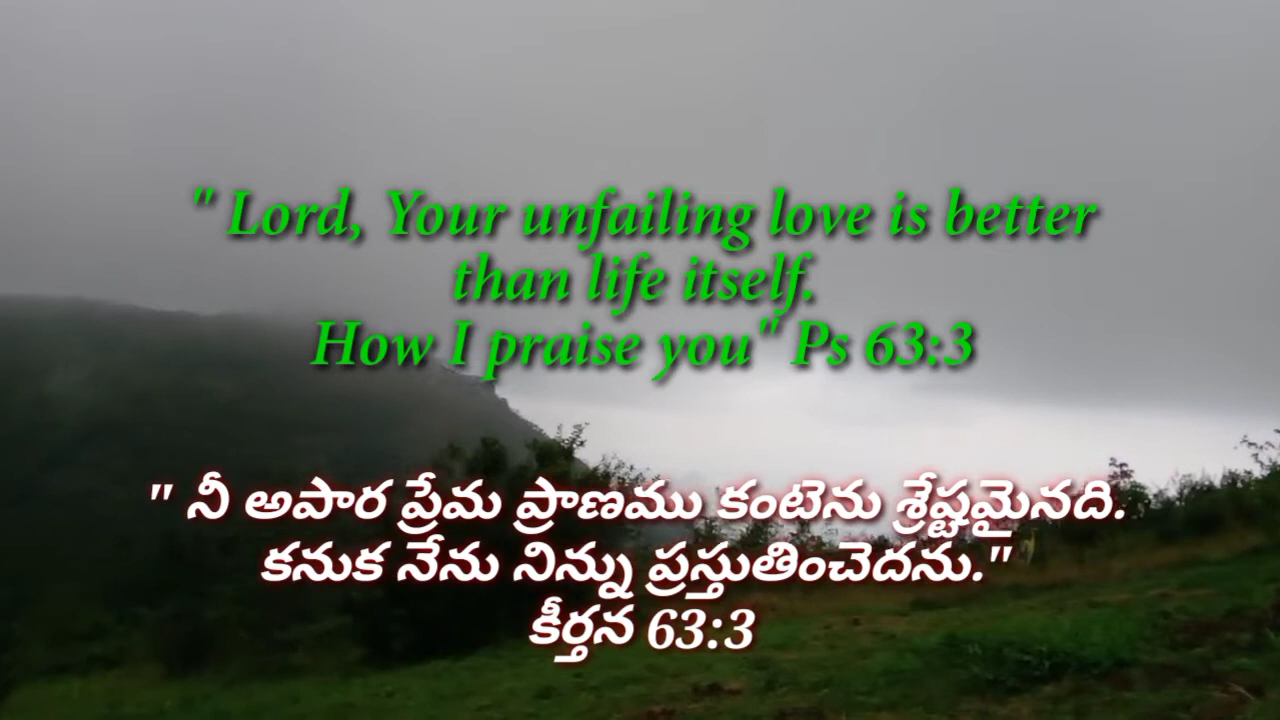 " Lord, Your unfailing love is better
than life itself.
How I praise you" Ps 63:3
" నీ అపార ప్రేమ ప్రాణము కంటెను శ్రేష్టమైనది.
కనుక నేను నిన్ను ప్రస్తుతించెదను."
కీర్తన 63:3